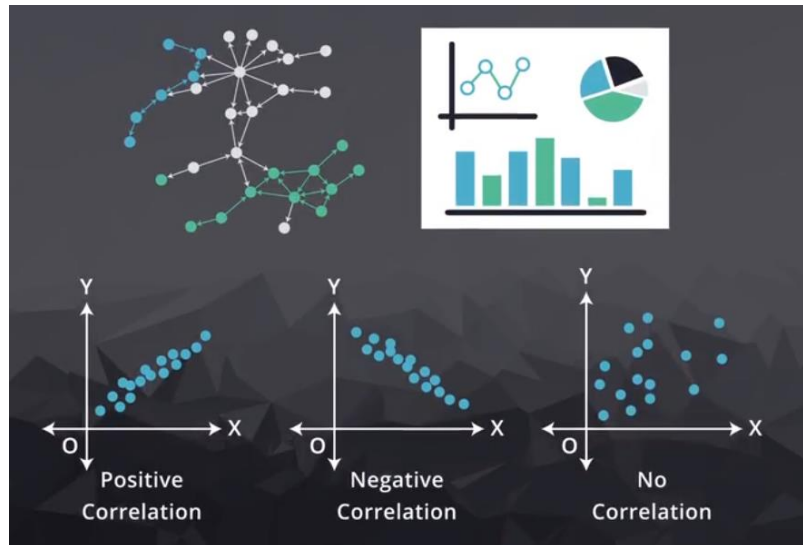 Y
X
O
Positive
Correlation
Y
X
O
Negative
Correlation
Y
X
O
No
Correlation